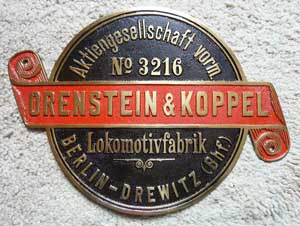 Aktiengesellschaft vorm.
No 3216
ORENSTEIN & KOPPEL
Lokomotivfabrik
BERLIN-DREWITZ (Bhf.)